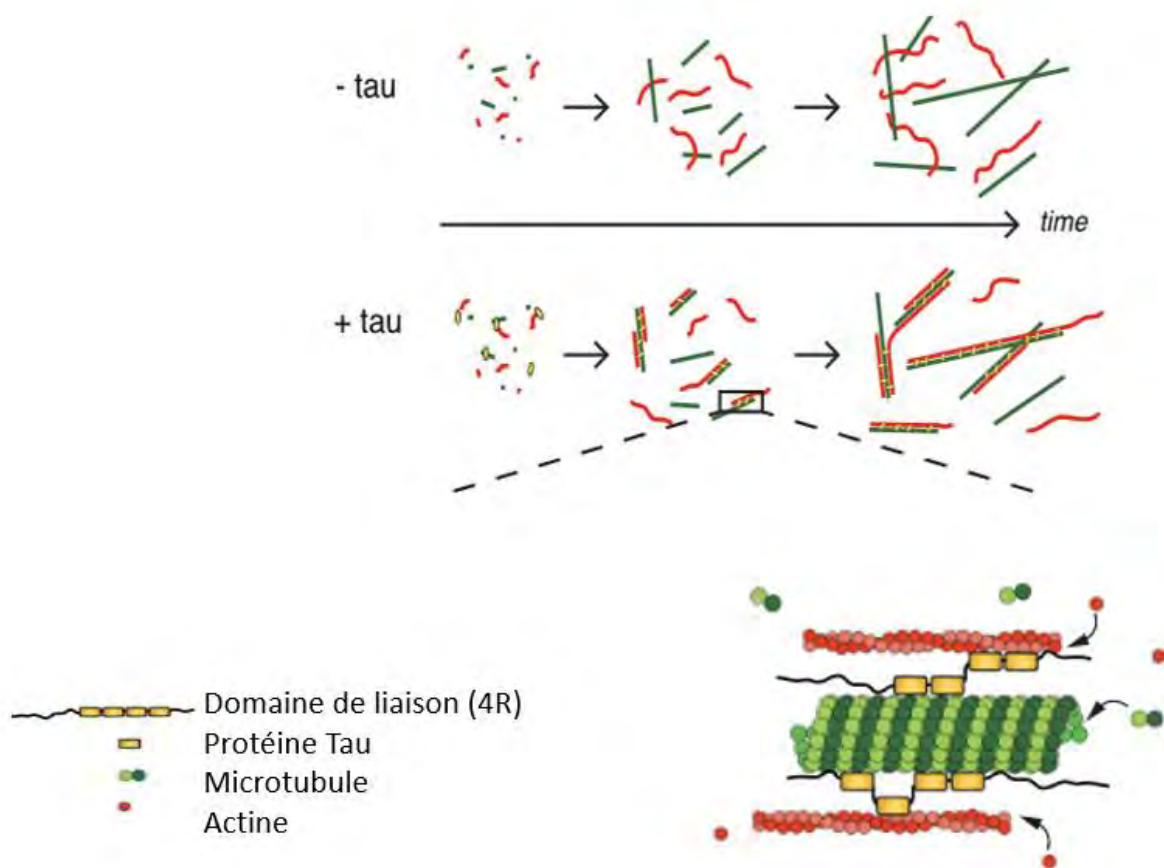 - tau
time
+ tau
Domaine de liaison (4R)
Protéine Tau
Microtubule
Actine